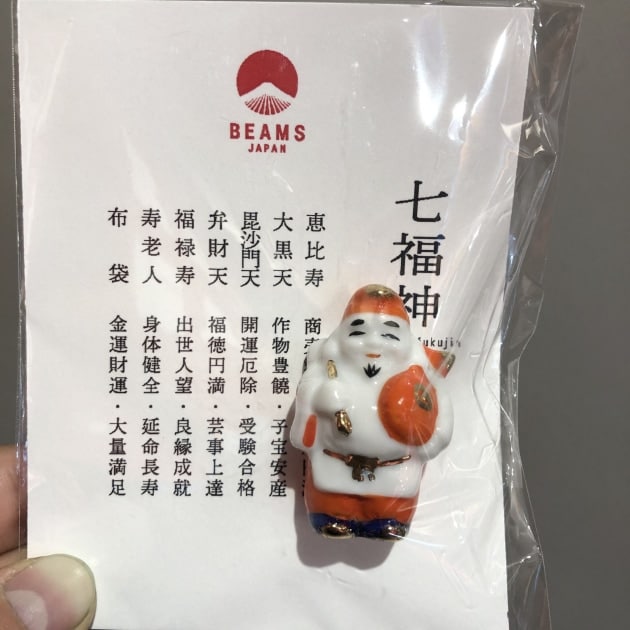 BEAMS
JAPAN
七福神
ukuji
恵比寿 商売
大黒天 作物豊饒・子宝安産
毘沙門天 開運厄除・受験合格
弁財天 福徳円満・芸事上達
福禄寿 出世人望・良縁成就
寿老人 身体健全・延命長寿
布袋 金運財運・大量満足